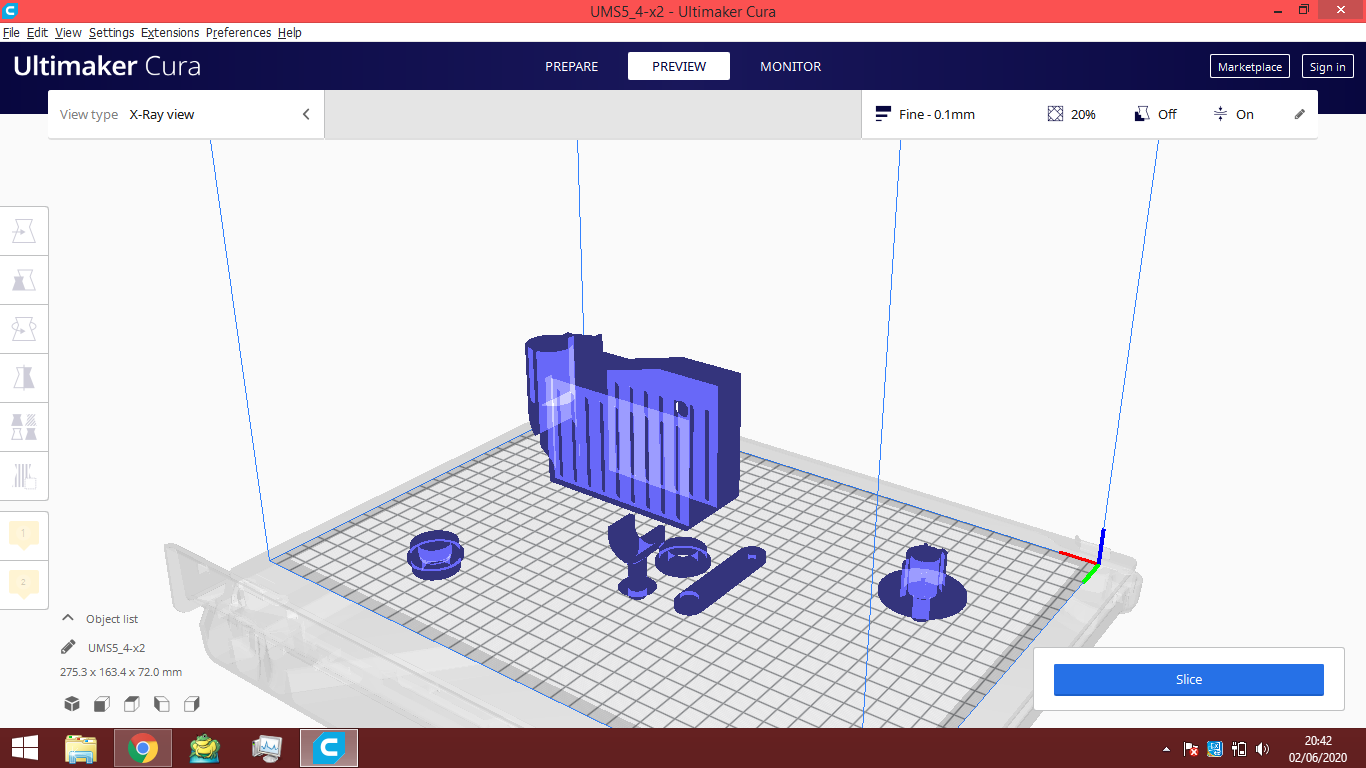 UMS5_4-x2 - Ultimaker Cura
File Edit View Settings Extensions Preferences Help
Ultimaker Cura
PREPARE
PREVIEW
MONITOR
Marketplace
Sign in
View type X-Ray view
Fine - 0.1mm
20%
Off
On
1
2
Object list
UMS5_4-x2
275.3 x 163.4 x 72.0 mm
Slice
20:42
02/06/2020